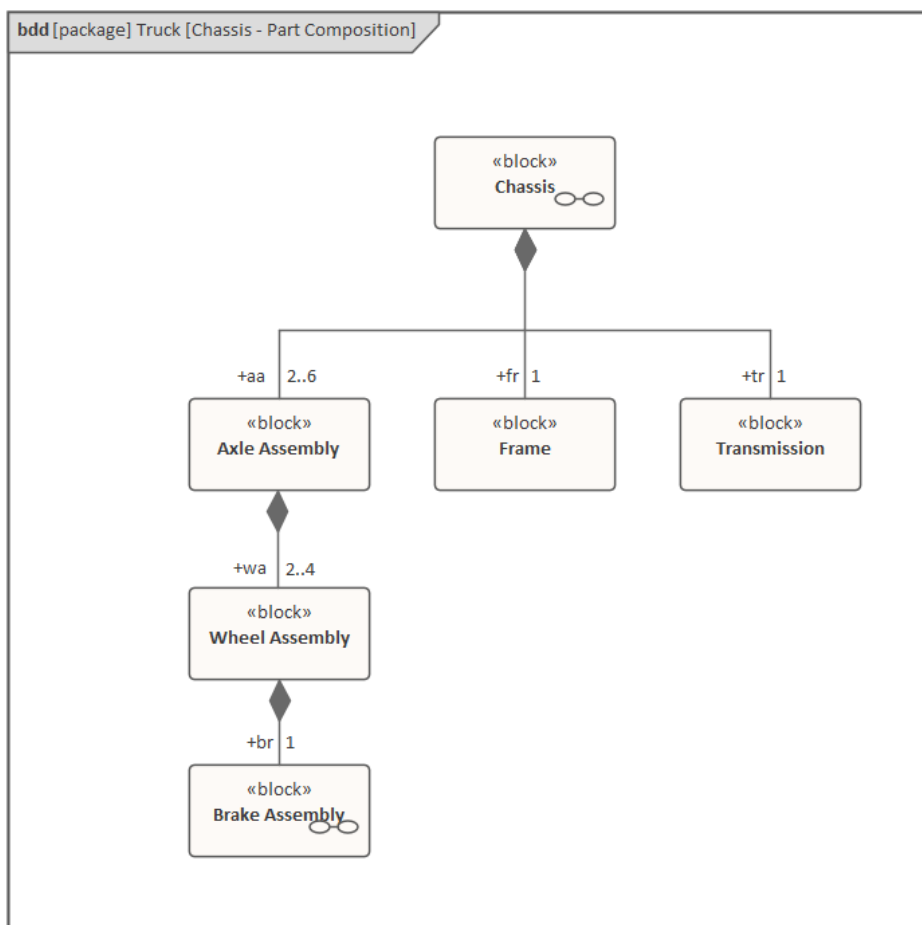 bdd [package] Truck [Chassis - Part Composition]
«block»
Chassis
+aa 2..6
+fr 1
+tr 1
«block»
Axle Assembly
«block»
Frame
«block»
Transmission
+wa 2..4
«block»
Wheel Assembly
+br 1
«block»
Brake Assembly